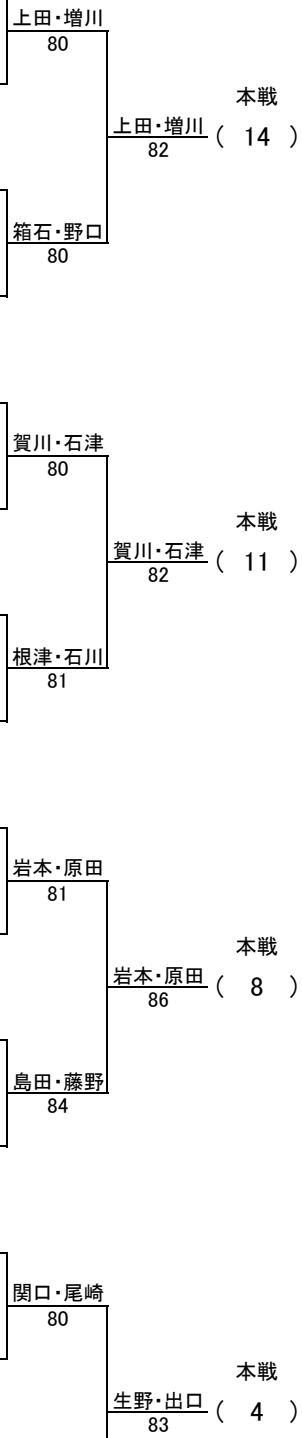 上田・増川
80
本戦
上田・増川 ( 14 )
82
箱石・野口
80
賀川・石津
80
本戦
賀川・石津 ( 11 )
82
根津・石川
81
岩本・原田
81
本戦
岩本・原田 ( 8 )
86
島田・藤野
84
関口・尾崎
80
本戦
生野・出口 ( 4 )
83